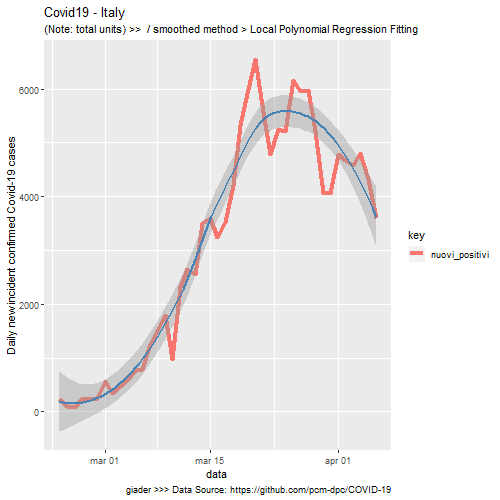 Covid19 - Italy
(Note: total units) >>  / smoothed method > Local Polynomial Regression Fitting
Daily new/incident confirmed Covid-19 cases
6000
4000
2000
0
key
nuovi_positivi
mar 01
mar 15
apr 01
data
giader >>> Data Source: https://github.com/pcm-dpc/COVID-19